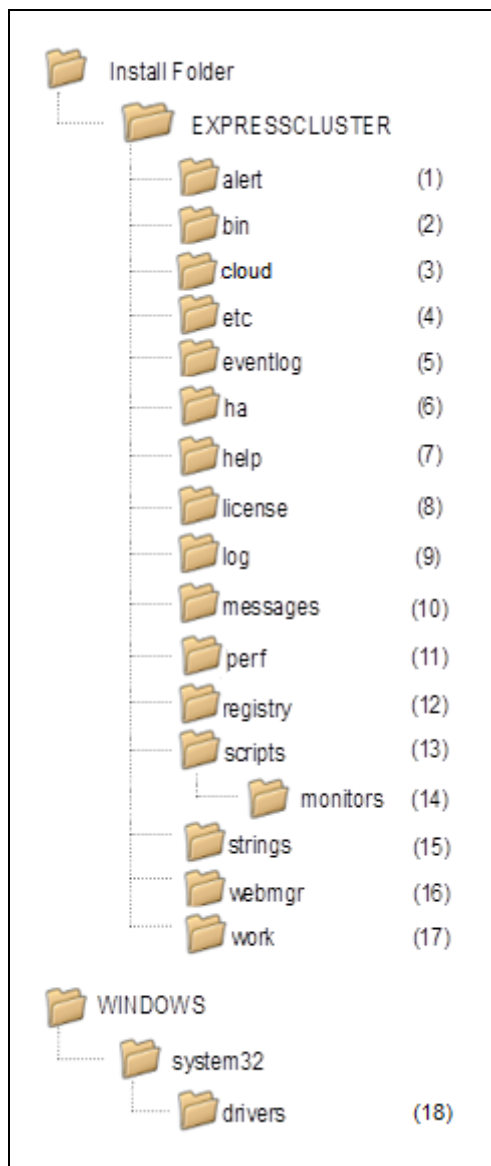 Install Folder
EXPRESSCLUSTER
alert (1)
bin (2)
cloud (3)
etc (4)
eventlog (5)
ha (6)
help (7)
license (8)
log (9)
messages (10)
perf (11)
registry (12)
scripts (13)
monitors (14)
strings (15)
webmgr (16)
work (17)
WINDOWS
system32
drivers (18)